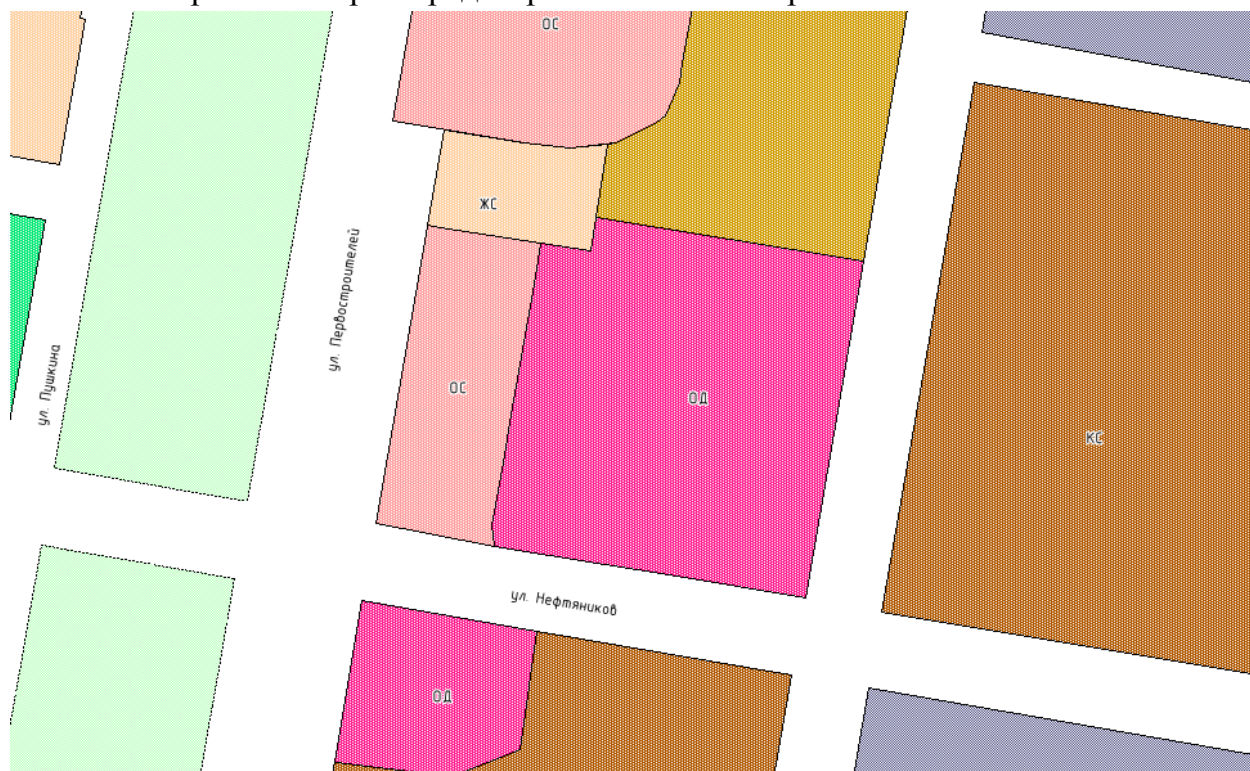 ОС
ЖС
ул. Первостроителей
ул. Пушкина
ОС
ОД
КС
ул. Нефтяников
ОД